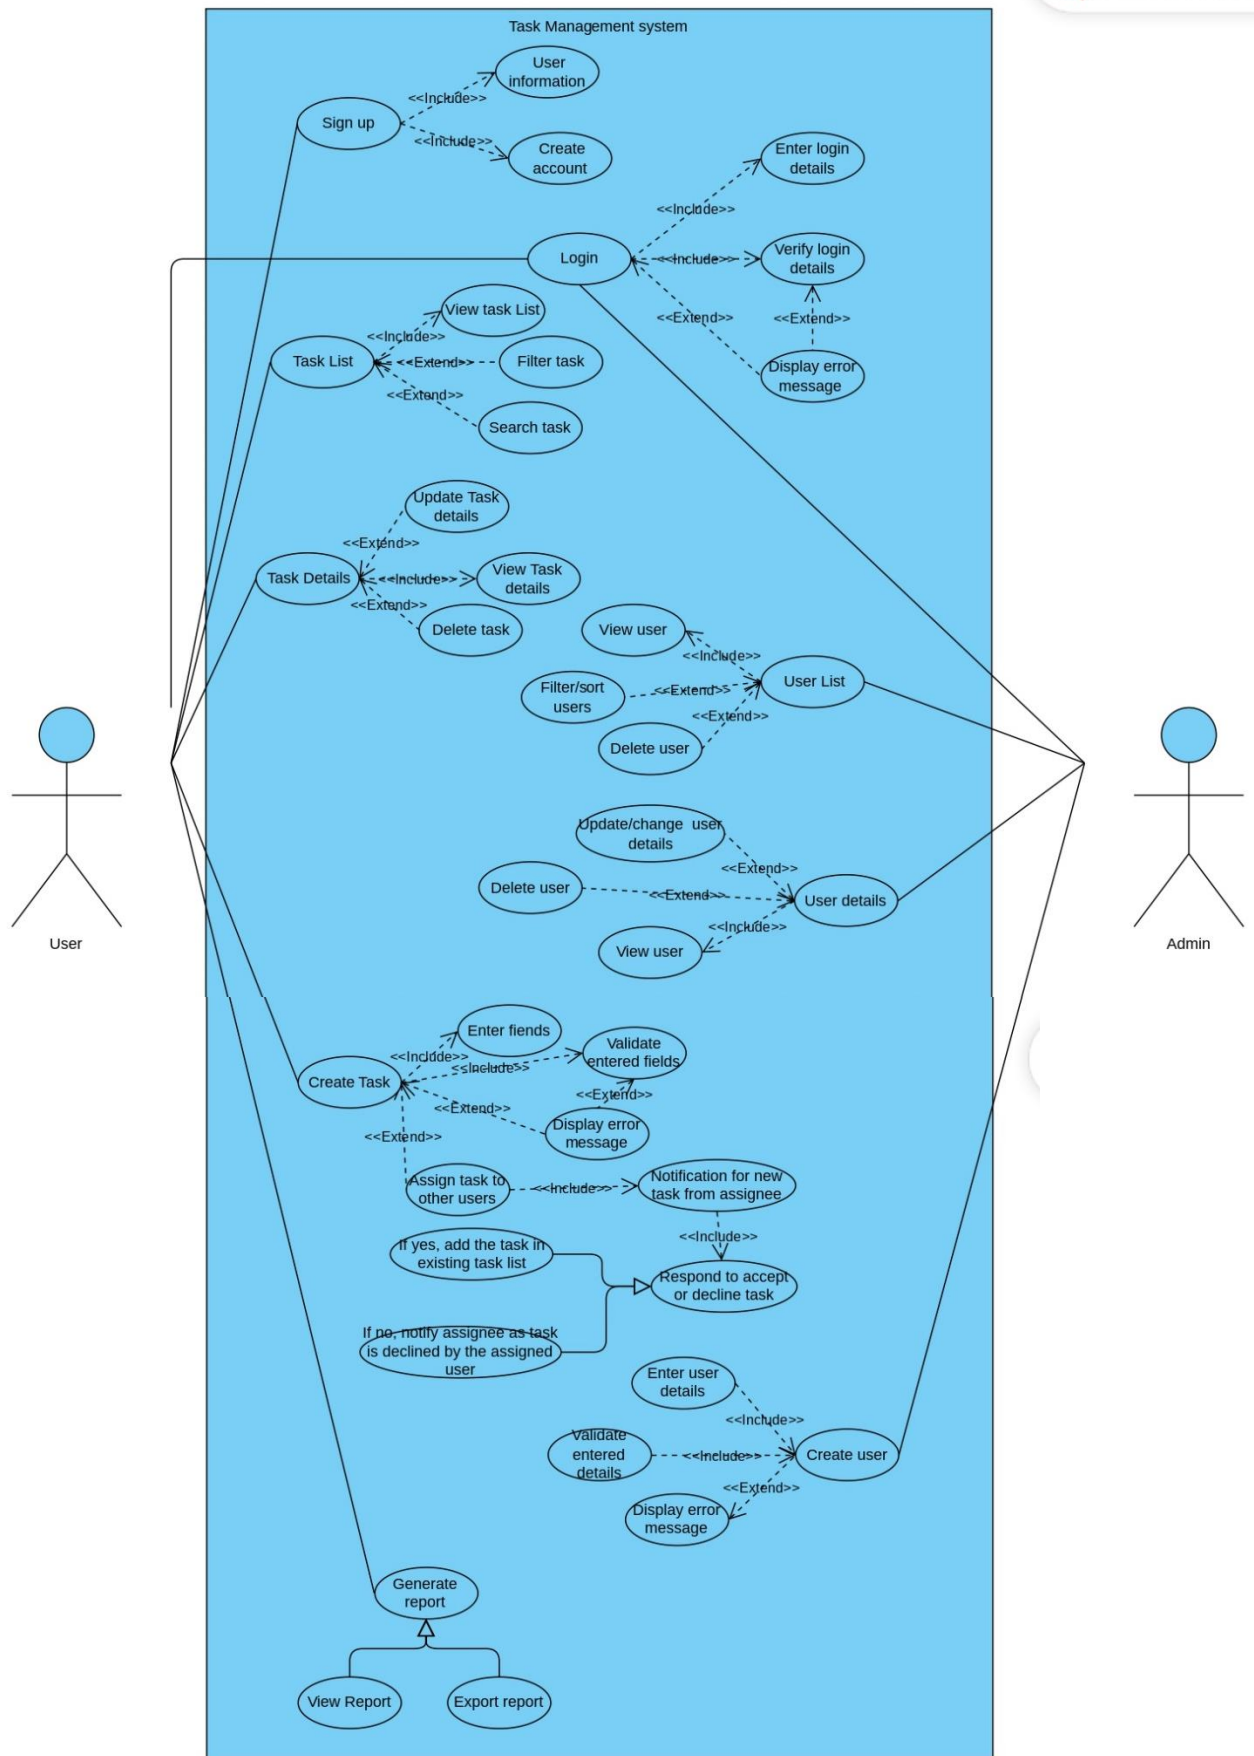 Task Management system
User
information
<<Include>>
Sign up
<<Include>>
Create
account
Enter login
details
<<Include>>
Login
<<Include>>
Verify login
details
<<Extend>>
<<Extend>>
Display error
message
View task List
<<Include>>
Task List
<<Extend>>
Filter task
<<Extend>>
Search task
Update Task
details
<<Extend>>
Task Details
<<Include>>
View Task
details
<<Extend>>
Delete task
View user
<<Include>>
User List
Filter/sort
users
<<Extend>>
<<Extend>>
Delete user
Update/change user
details
<<Extend>>
Delete user
<<Extend>>
User details
<<Include>>
View user
User
Admin
Enter fiends
<<Include>>
Validate
entered fields
<<Include>>
Create Task
<<Extend>>
<<Extend>>
Display error
message
<<Extend>>
Assign task to
other users
<<Include>>
Notification for new
task from assignee
<<Include>>
If yes, add the task in
existing task list
Respond to accept
or decline task
If no, notify assignee as task
is declined by the assigned
user
Enter user
details
<<Include>>
Validate
entered
details
<<Include>>
Create user
<<Extend>>
Display error
message
Generate
report
View Report
Export report